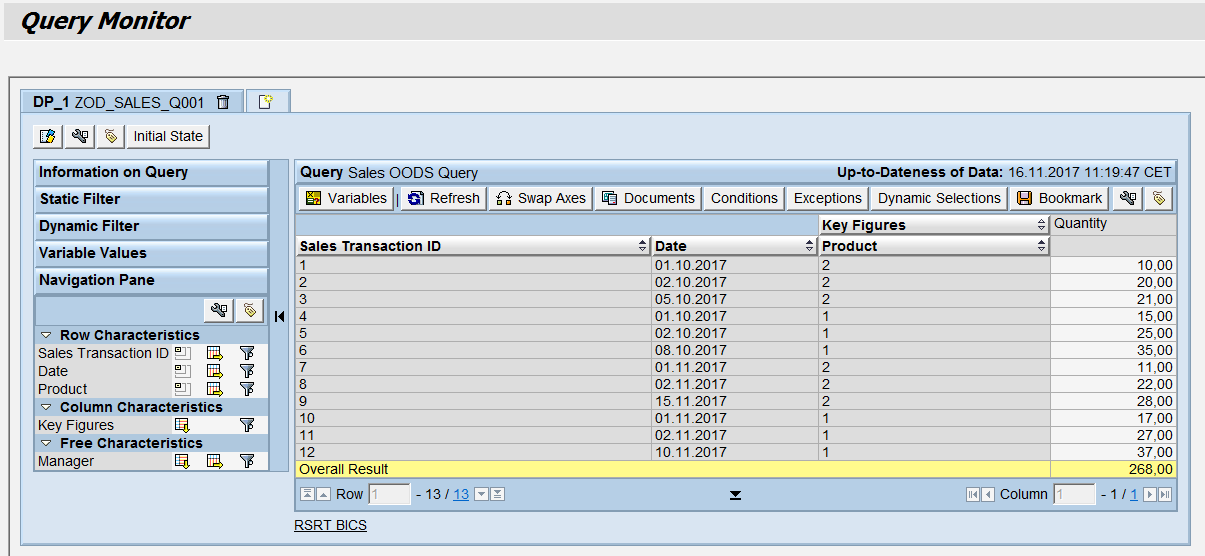 Query Monitor
DP_1 ZOD_SALES_Q001
Initial State
Information on Query
Static Filter
Dynamic Filter
Variable Values
Navigation Pane
Row Characteristics
Sales Transaction ID
Date
Product
Column Characteristics
Key Figures
Free Characteristics
Manager
Query Sales OODS Query Up-to-Dateness of Data: 16.11.2017 11:19:47 CET
Variables | Refresh Swap Axes Documents Conditions Exceptions Dynamic Selections Bookmark
Key Figures Quantity
Sales Transaction ID Date Product
1 01.10.2017 2 10,00
2 02.10.2017 2 20,00
3 05.10.2017 2 21,00
4 01.10.2017 1 15,00
5 02.10.2017 1 25,00
6 08.10.2017 1 35,00
7 01.11.2017 2 11,00
8 02.11.2017 2 22,00
9 15.11.2017 2 28,00
10 01.11.2017 1 17,00
11 02.11.2017 1 27,00
12 10.11.2017 1 37,00
Overall Result 268,00
Row 1 - 13 / 13 Column 1 - 1 / 1
RSRT BICS